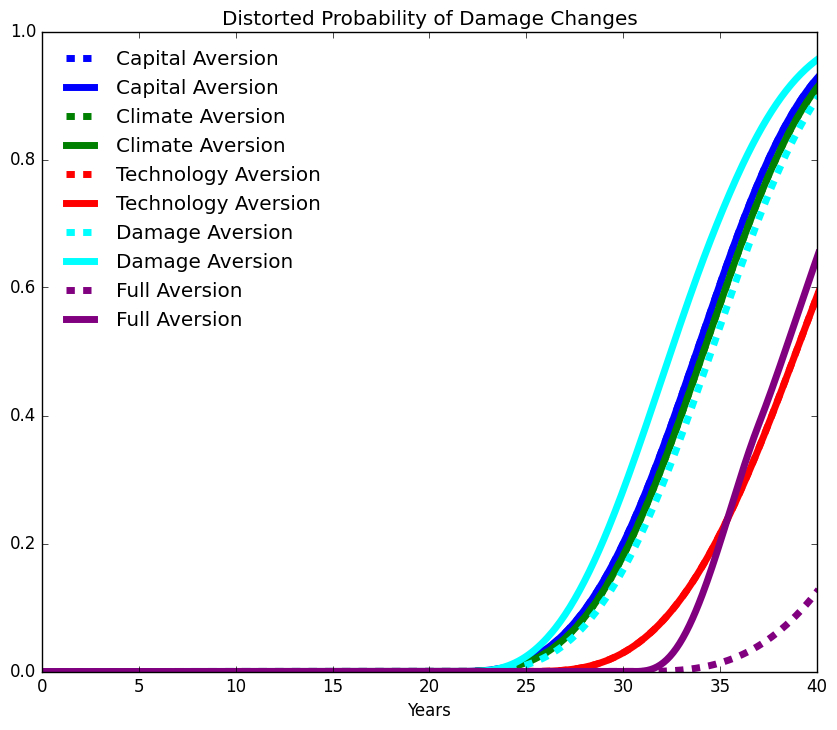 Distorted Probability of Damage Changes
1.0
0.8
0.6
0.4
0.2
0.0
Capital Aversion
Capital Aversion
Climate Aversion
Climate Aversion
Technology Aversion
Technology Aversion
Damage Aversion
Damage Aversion
Full Aversion
Full Aversion
0 5 10 15 20 25 30 35 40
Years